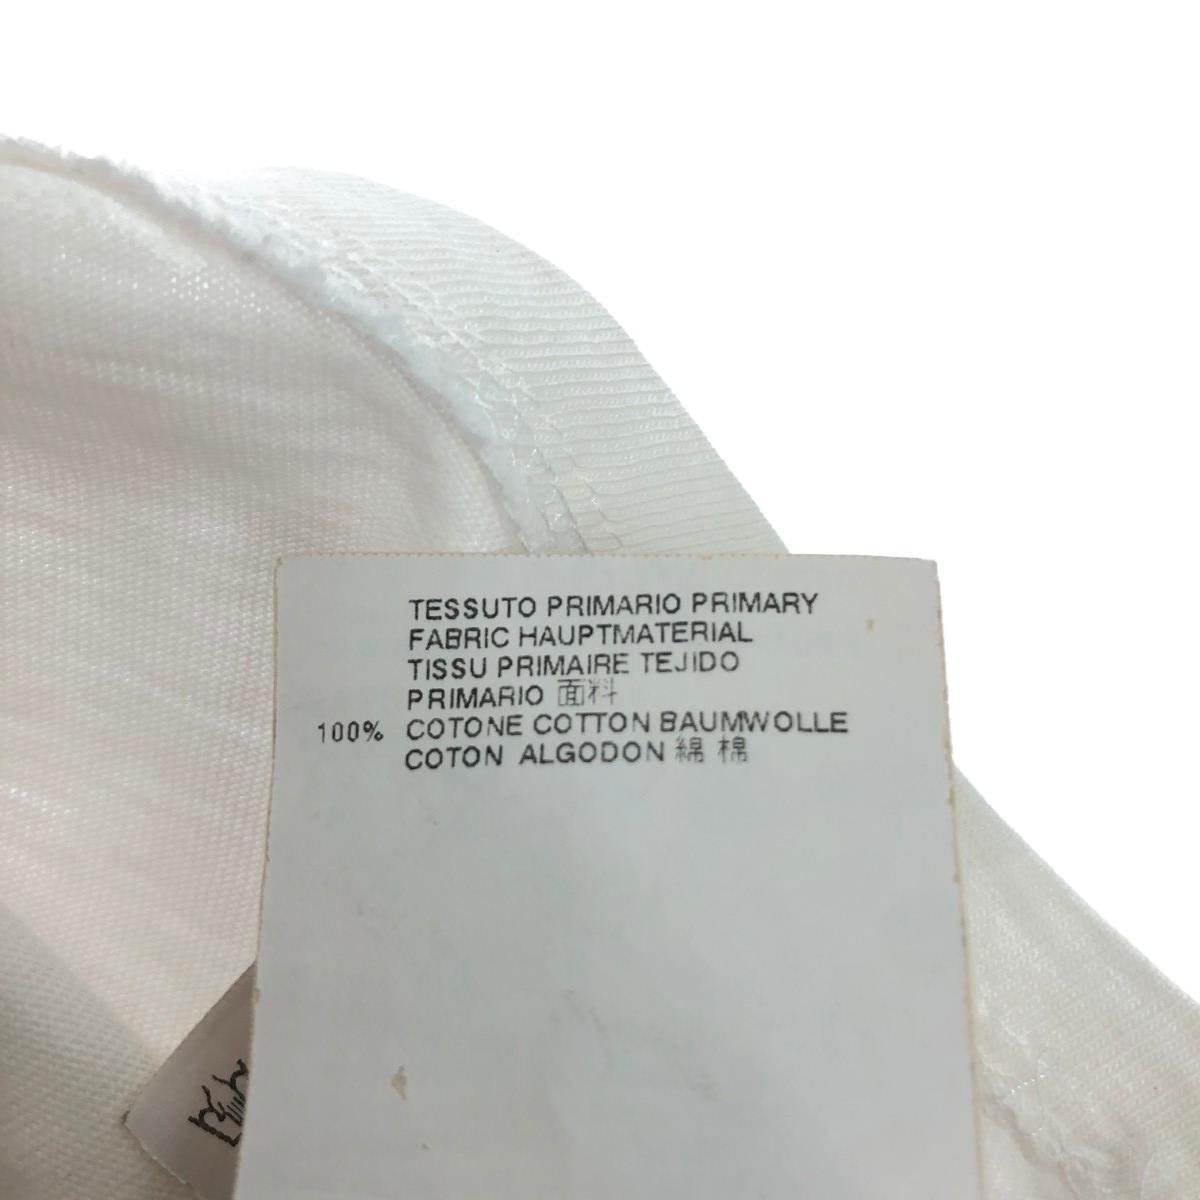 TESSUTO PRIMARIO PRIMARY
FABRIC HAUPTMATERIAL
TISSU PRIMAIRE TEJIDO
PRIMARIO 面料
100% COTONE COTTON BAUMWOLLE
COTON ALGODON 綿 棉